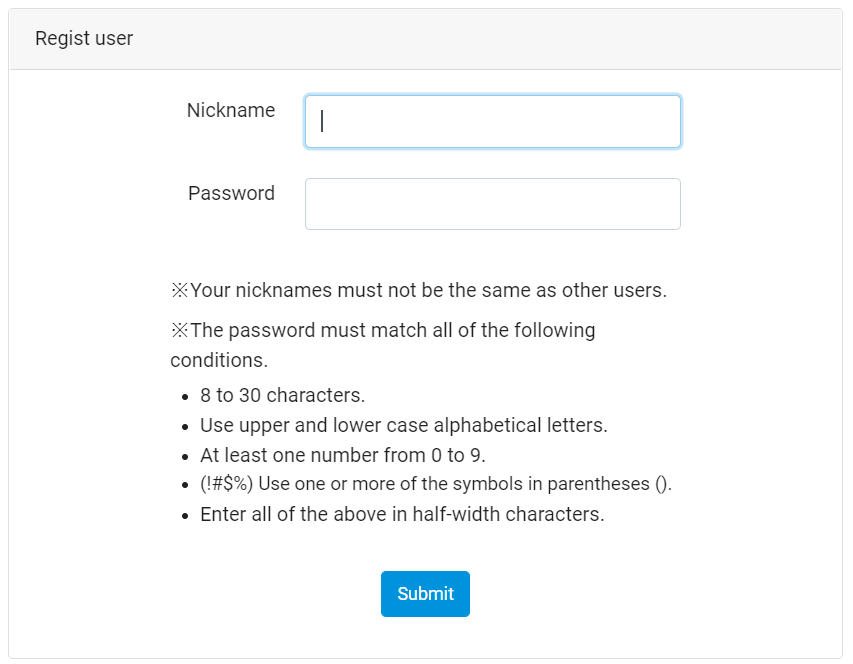 Regist user
Nickname
Password
※Your nicknames must not be the same as other users.
※The password must match all of the following
conditions.
• 8 to 30 characters.
• Use upper and lower case alphabetical letters.
• At least one number from 0 to 9.
• (!#$%) Use one or more of the symbols in parentheses ().
• Enter all of the above in half-width characters.
Submit